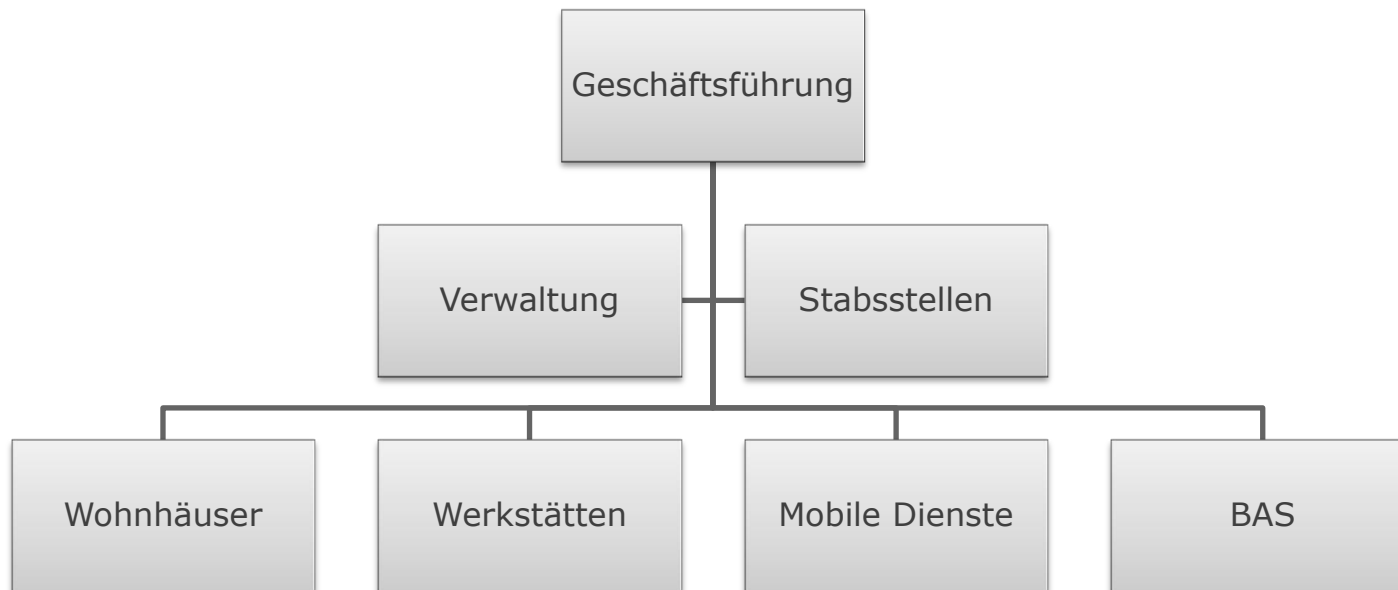 Geschäftsführung
Verwaltung
Stabsstellen
Wohnhäuser
Werkstätten
Mobile Dienste
BAS